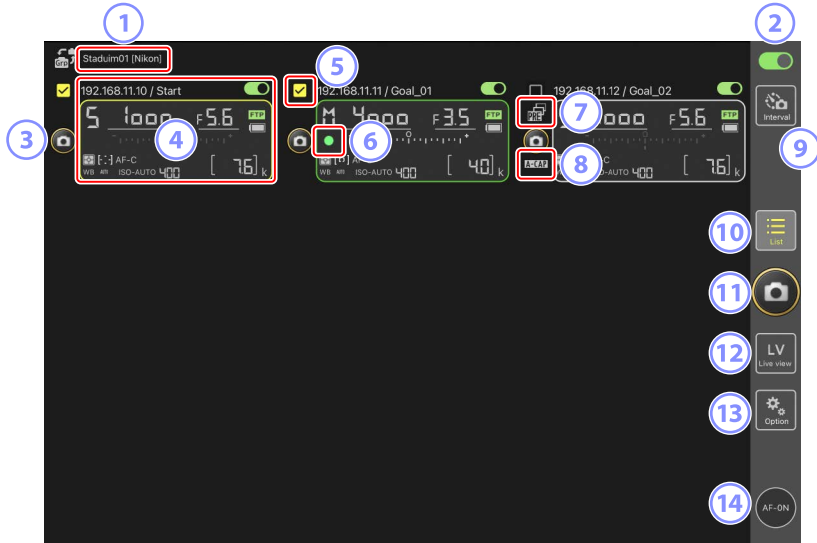 1
2
Grp
Staduim01 [Nikon]
5
192.168.11.10 / Start
192.168.11.11 / Goal_01
192.168.11.12 / Goal_02
S 1000 F5.6 FTP
M 4000 F3.5 FTP
PRE 7 000 F5.6 FTP
Interval
3
4
6
8
9
AF-C
A-CAP
WB ISO-AUTO 400 [ 7.6] k
WB ISO-AUTO 400 [ 4.0] k
ISO-AUTO 400 [ 7.6] k
10
List
11
12
LV
Live view
13
Option
14
AF-ON